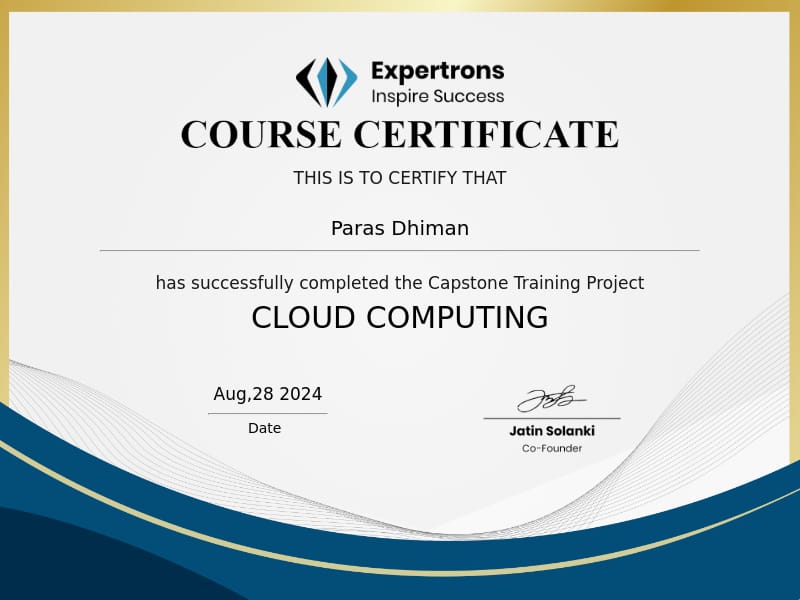 Expertrons
Inspire Success
COURSE CERTIFICATE
THIS IS TO CERTIFY THAT
Paras Dhiman
has successfully completed the Capstone Training Project
CLOUD COMPUTING
Aug,28 2024
Date
Jatin Solanki
Co-Founder